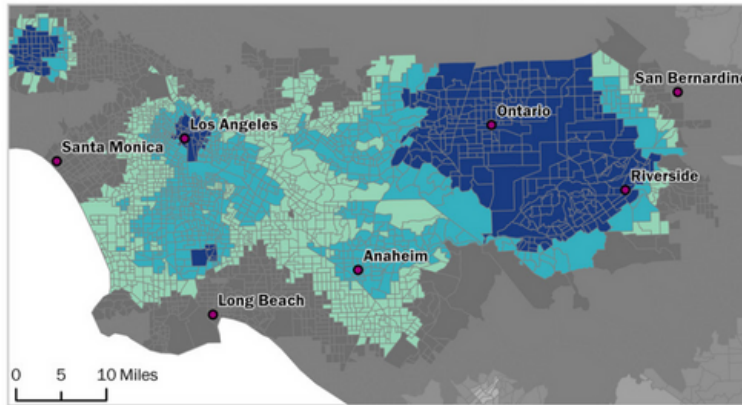 San Bernardino
Ontario
Los Angeles
Santa Monica
Riverside
Anaheim
Long Beach
0 5 10 Miles